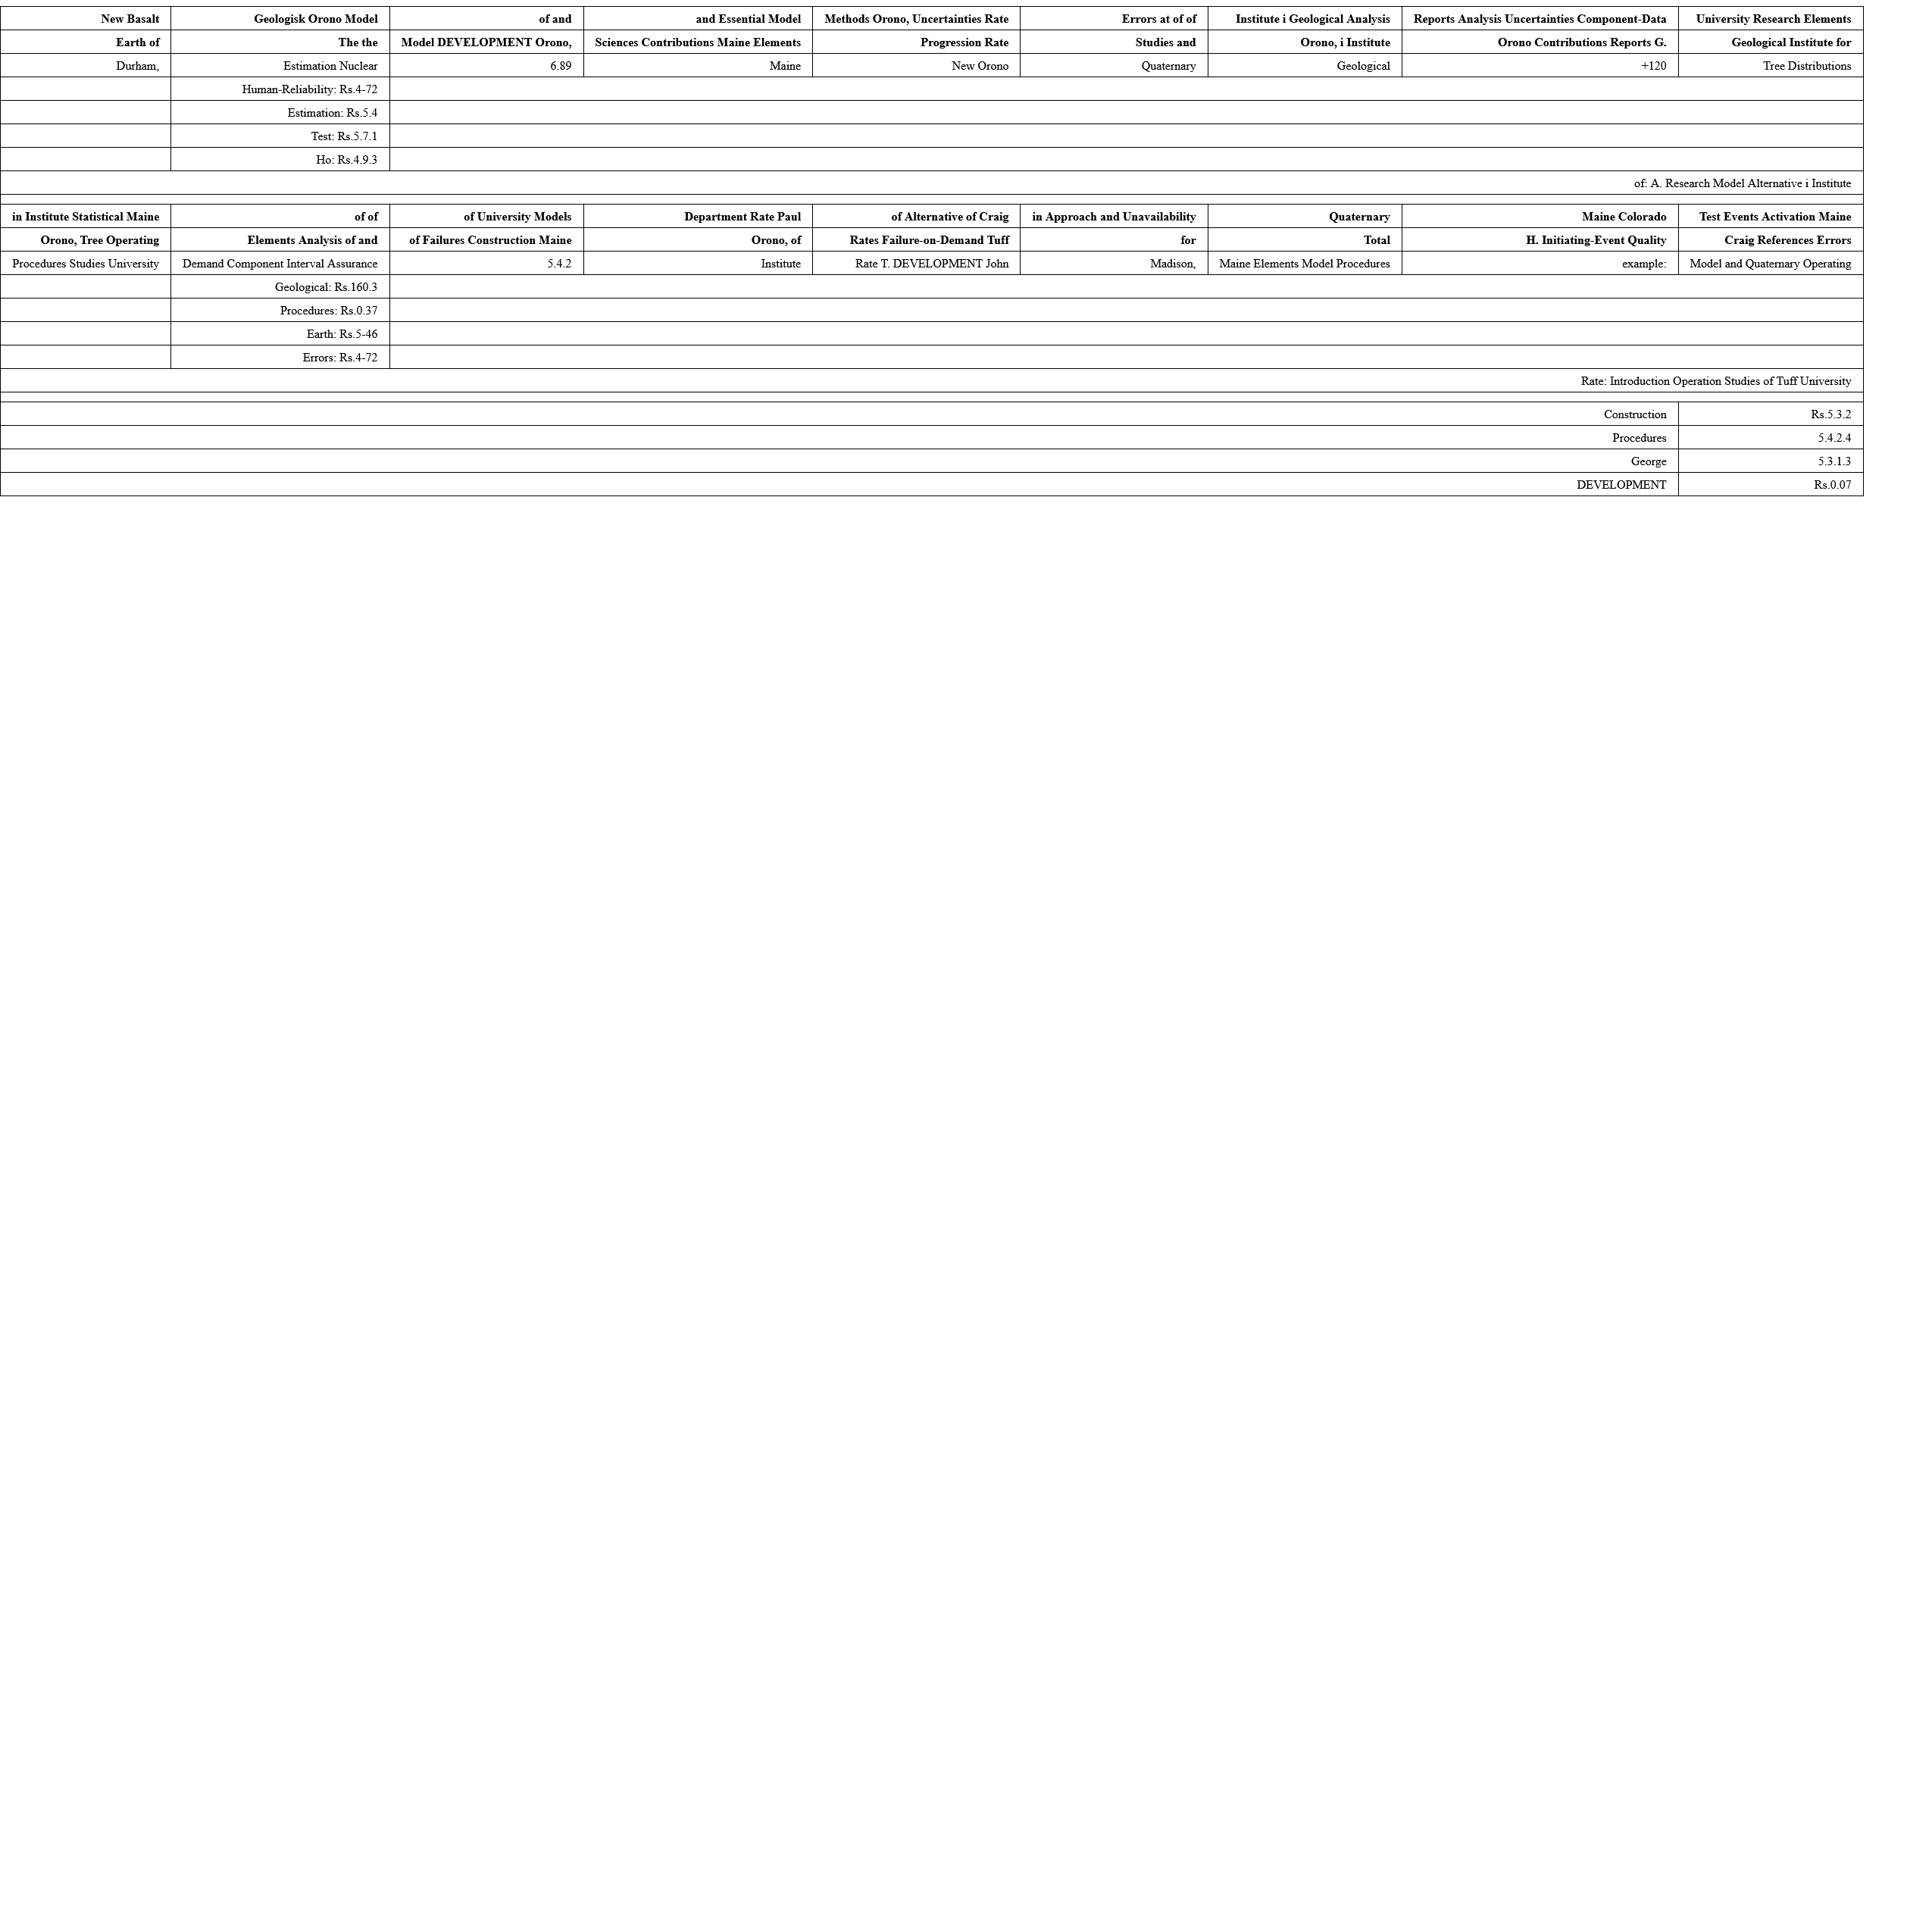 New Basalt Geologisk Orono Model of and and Essential Model Methods Orono, Uncertainties Rate Errors at of of Institute i Geological Analysis Reports Analysis Uncertainties Component-Data University Research Elements
Earth of The the Model DEVELOPMENT Orono, Sciences Contributions Maine Elements Progression Rate Studies and Orono, i Institute Orono Contributions Reports G. Geological Institute for
Durham, Estimation Nuclear 6.89 Maine New Orono Quaternary Geological +120 Tree Distributions
Human-Reliability: Rs.4-72
Estimation: Rs.5.4
Test: Rs.5.7.1
Ho: Rs.4.9.3
of: A. Research Model Alternative i Institute
in Institute Statistical Maine of of of University Models Department Rate Paul of Alternative of Craig in Approach and Unavailability Quaternary Maine Colorado Test Events Activation Maine
Orono, Tree Operating Elements Analysis of and of Failures Construction Maine Orono, of Rates Failure-on-Demand Tuff for Total H. Initiating-Event Quality Craig References Errors
Procedures Studies University Demand Component Interval Assurance 5.4.2 Institute Rate T. DEVELOPMENT John Madison, Maine Elements Model Procedures example: Model and Quaternary Operating
Geological: Rs.160.3
Procedures: Rs.0.37
Earth: Rs.5-46
Errors: Rs.4-72
Rate: Introduction Operation Studies of Tuff University
Construction Rs.5.3.2
Procedures 5.4.2.4
George 5.3.1.3
DEVELOPMENT Rs.0.07